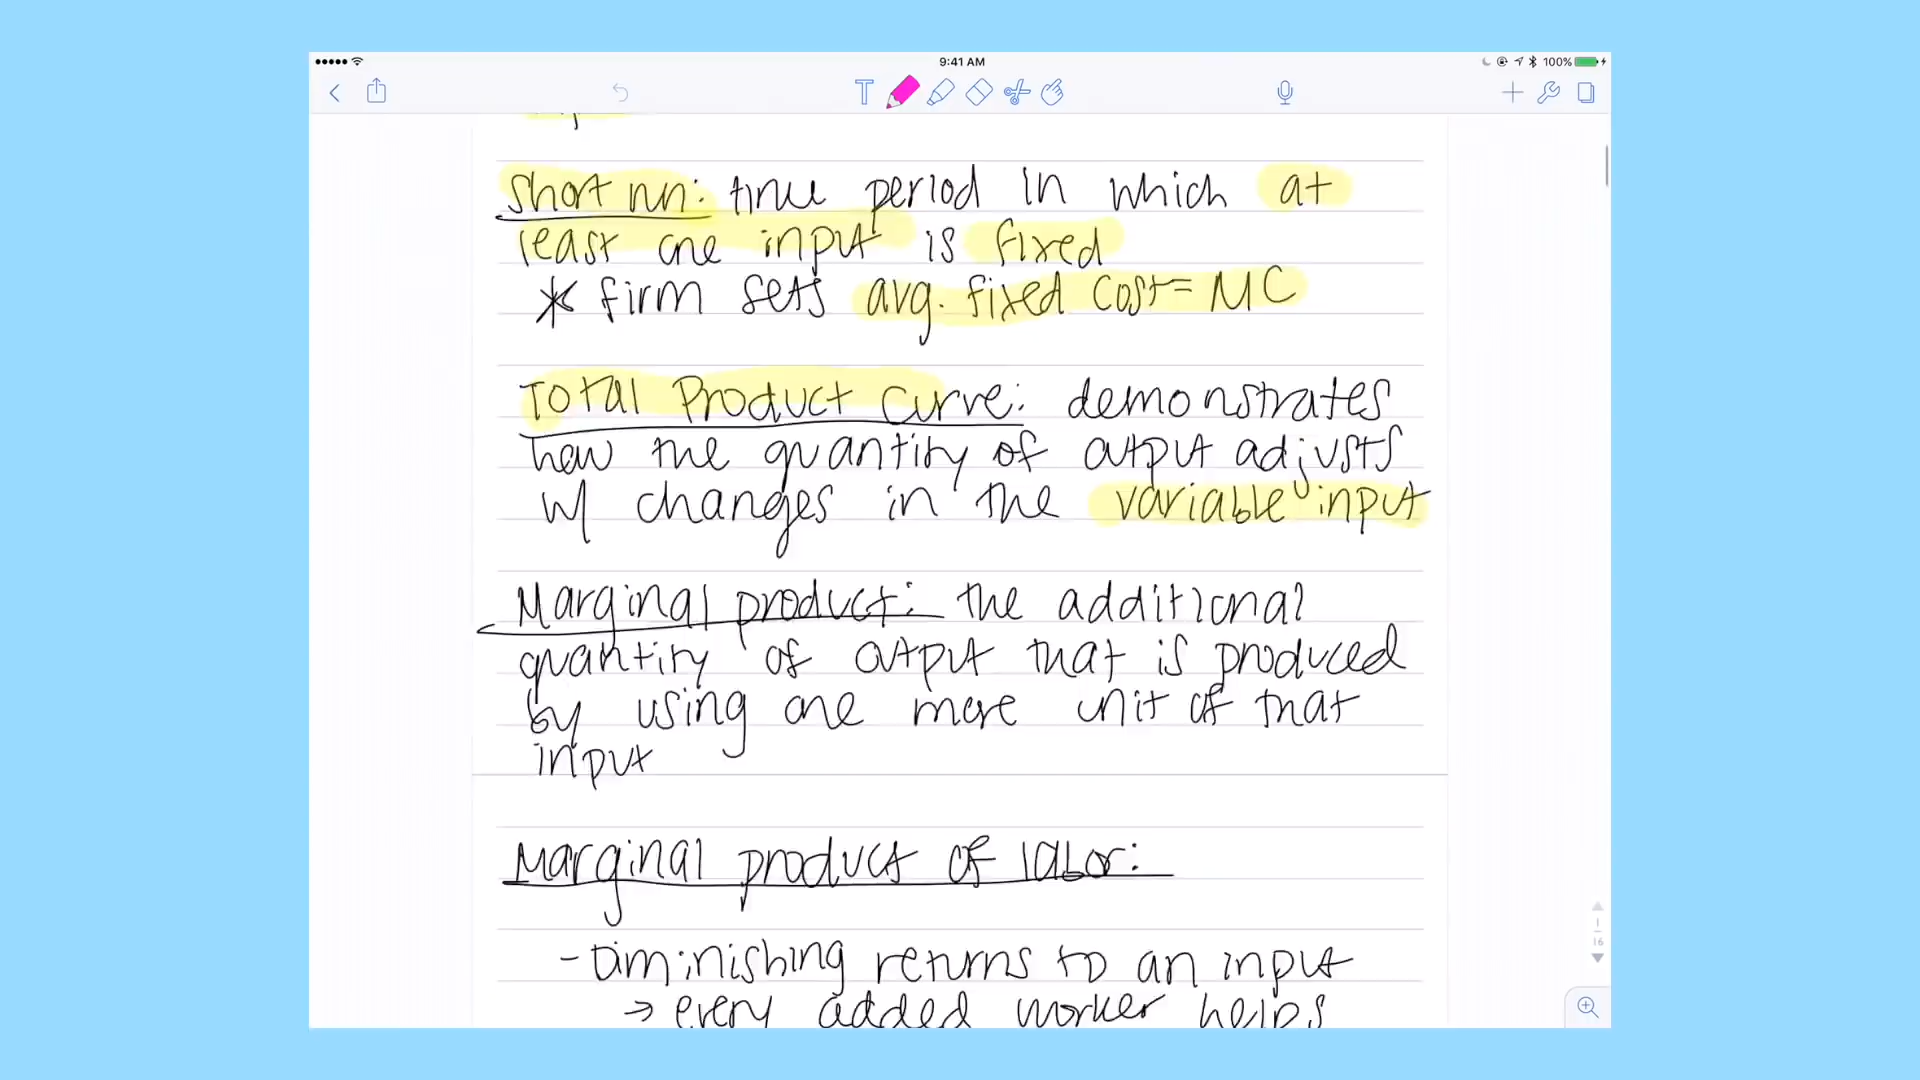 9:41 AM
100%
T
Short run: time period in which at
least one input is fixed
* firm sets avg. fixed cost = MC
Total Product Curve: demonstrates
how the quantity of output adjusts
w/ changes in the variable input
Marginal product: the additional
quantity of output that is produced
by using one more unit of that
input
Marginal product of labor:
- Diminishing returns to an input
→ every added worker helps
1
16